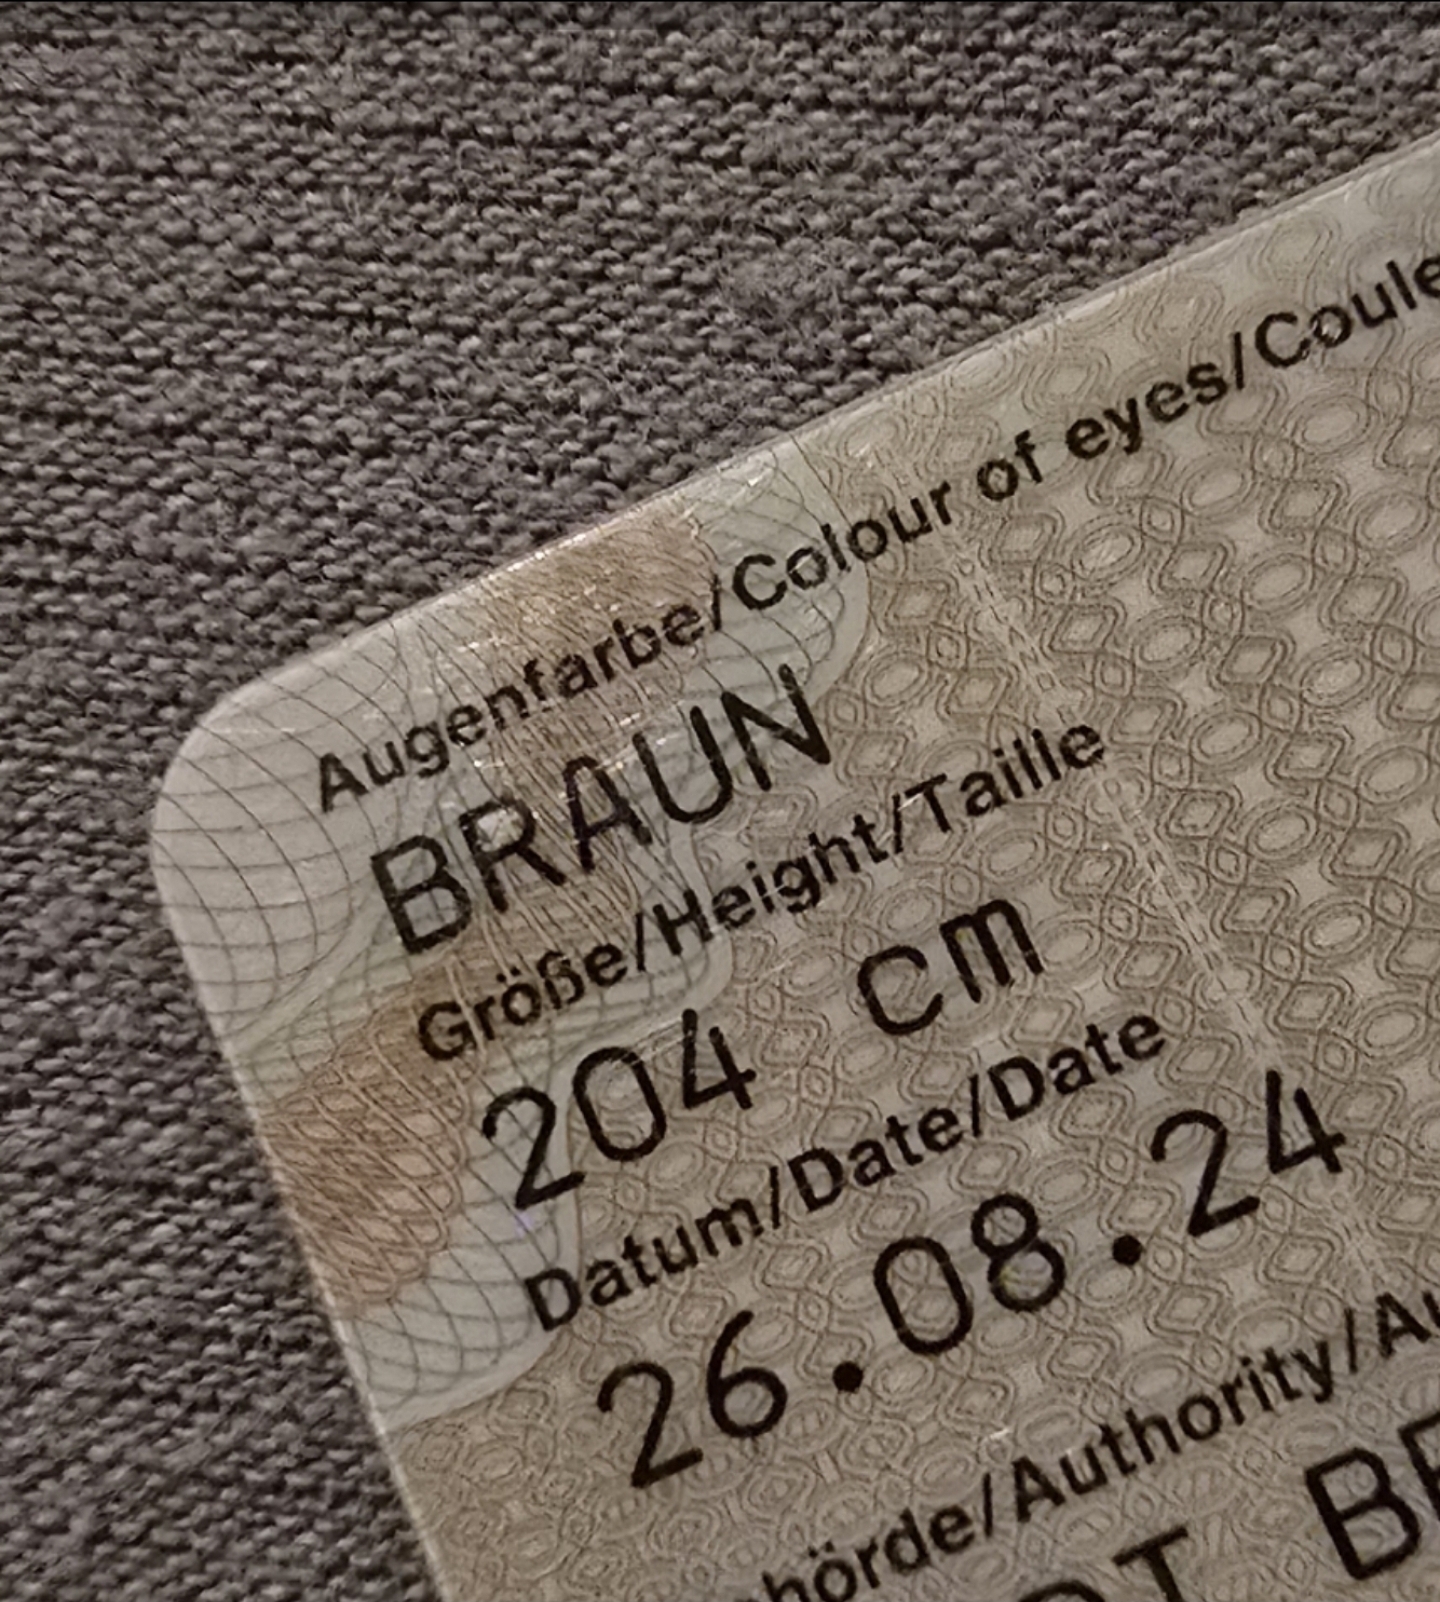 Augenfarbe/Colour of eyes/Coule
BRAUN
Größe/Height/Taille
204 cm
Datum/Date/Date
26.08.24
hörde/Authority/Au